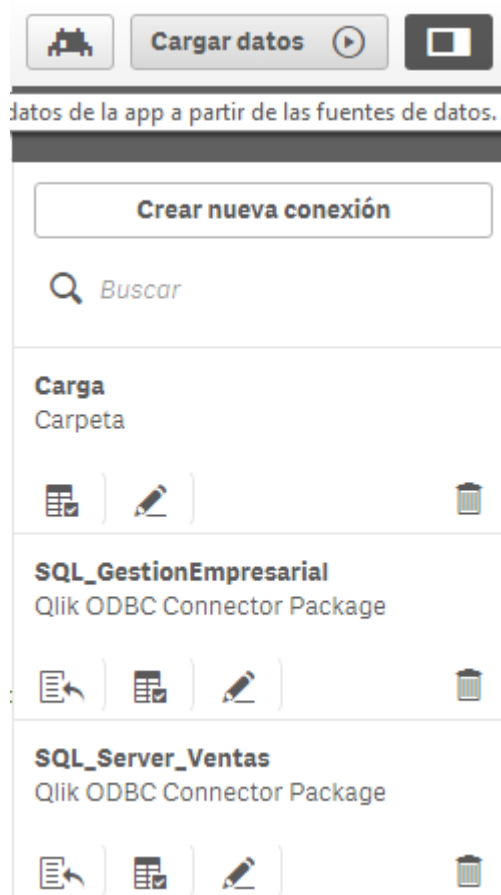 Cargar datos
datos de la app a partir de las fuentes de datos.
Crear nueva conexión
Buscar
Carga
Carpeta
SQL_GestionEmpresarial
Qlik ODBC Connector Package
SQL_Server_Ventas
Qlik ODBC Connector Package